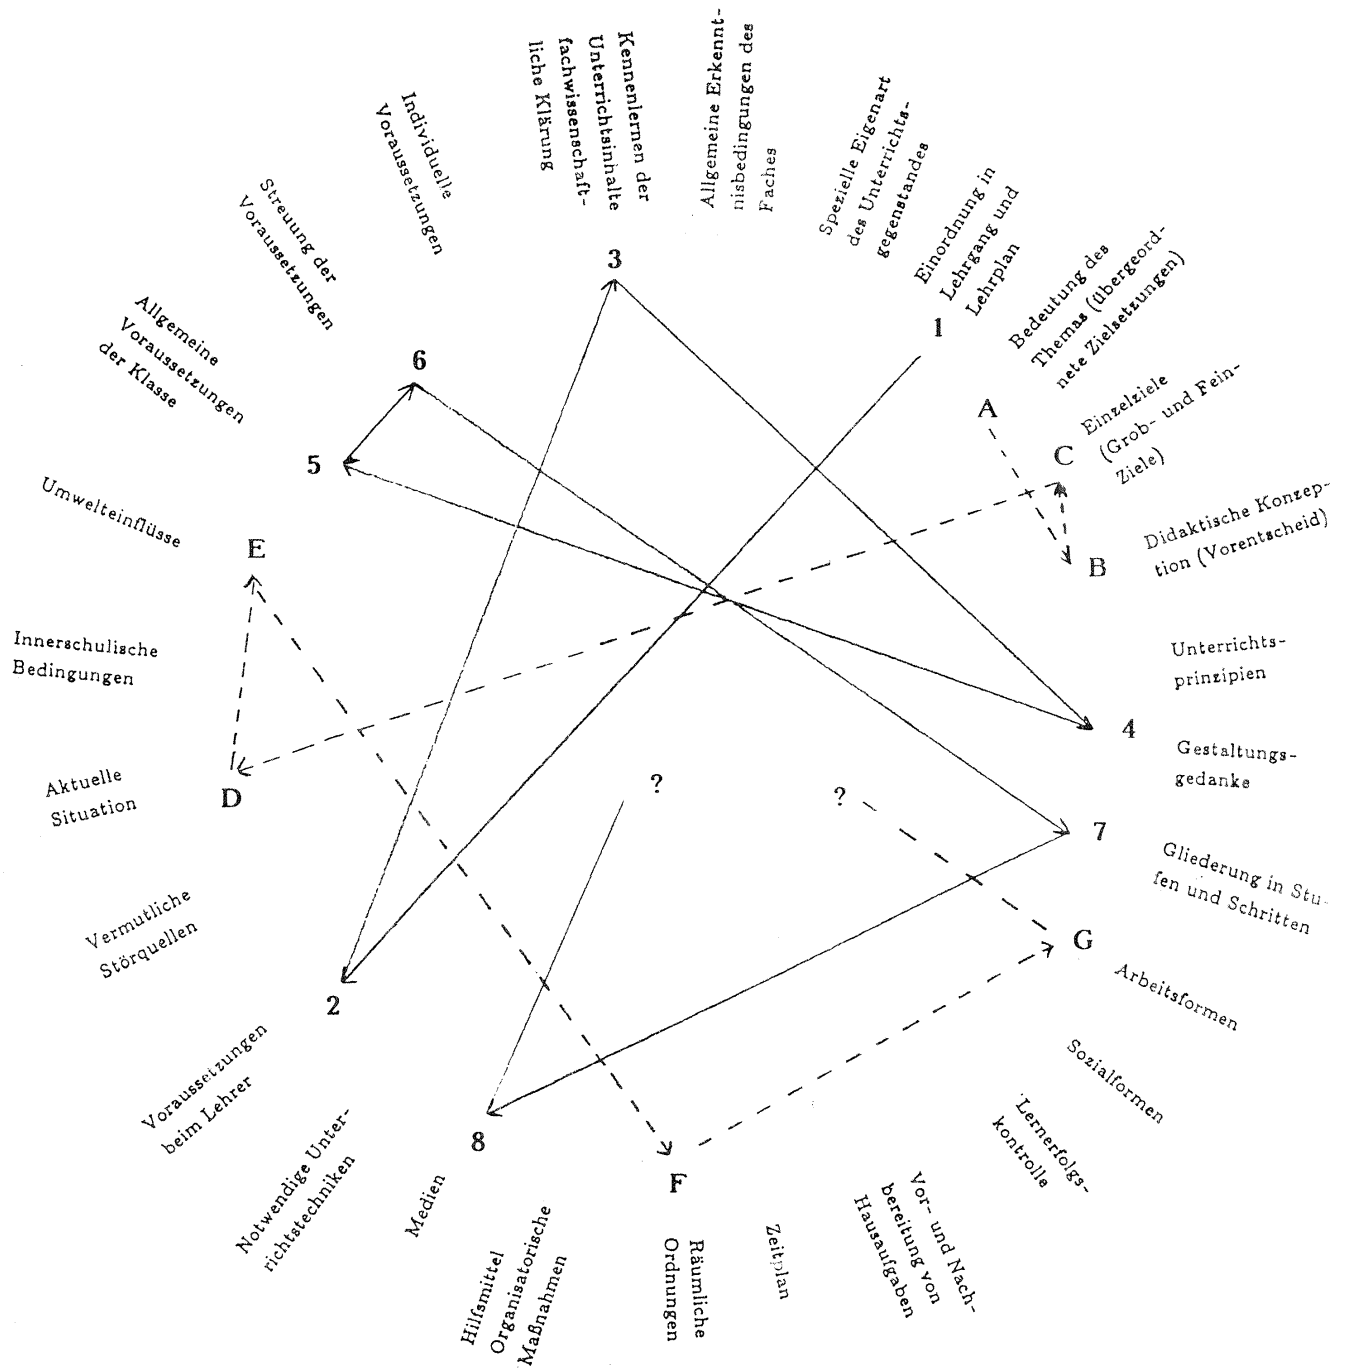 Kennenlernen der
Unterrichtsinhalte
fachwissenschaft-
liche Klärung
Allgemeine Erkennt-
nisbedingungen des
Faches
Spezielle Eigenart
des Unterrichts-
gegenstandes
Einordnung in
Lehrgang und
Lehrplan
Bedeutung des
Themas (übergeord-
nete Zielsetzungen)
Einzelziele
(Grob- und Fein-
Ziele)
Didaktische Konzep-
tion (Vorentscheid)
Unterrichts-
prinzipien
Gestaltungs-
gedanke
Gliederung in Stu-
fen und Schritten
Arbeitsformen
Sozialformen
Lernerfolgs-
kontrolle
Vor- und Nach-
bereitung von
Hausaufgaben
Zeitplan
Räumliche
Ordnungen
Hilfsmittel
Organisatorische
Maßnahmen
Medien
Notwendige Unter-
richtstechniken
Voraussetzungen
beim Lehrer
Vermutliche
Störquellen
Aktuelle
Situation
Innerschulische
Bedingungen
Umwelteinflüsse
Allgemeine
Voraussetzungen
der Klasse
Streuung der
Voraussetzungen
Individuelle
Voraussetzungen
3
1
6
A
C
5
B
E
4
?
?
D
7
G
2
8
F